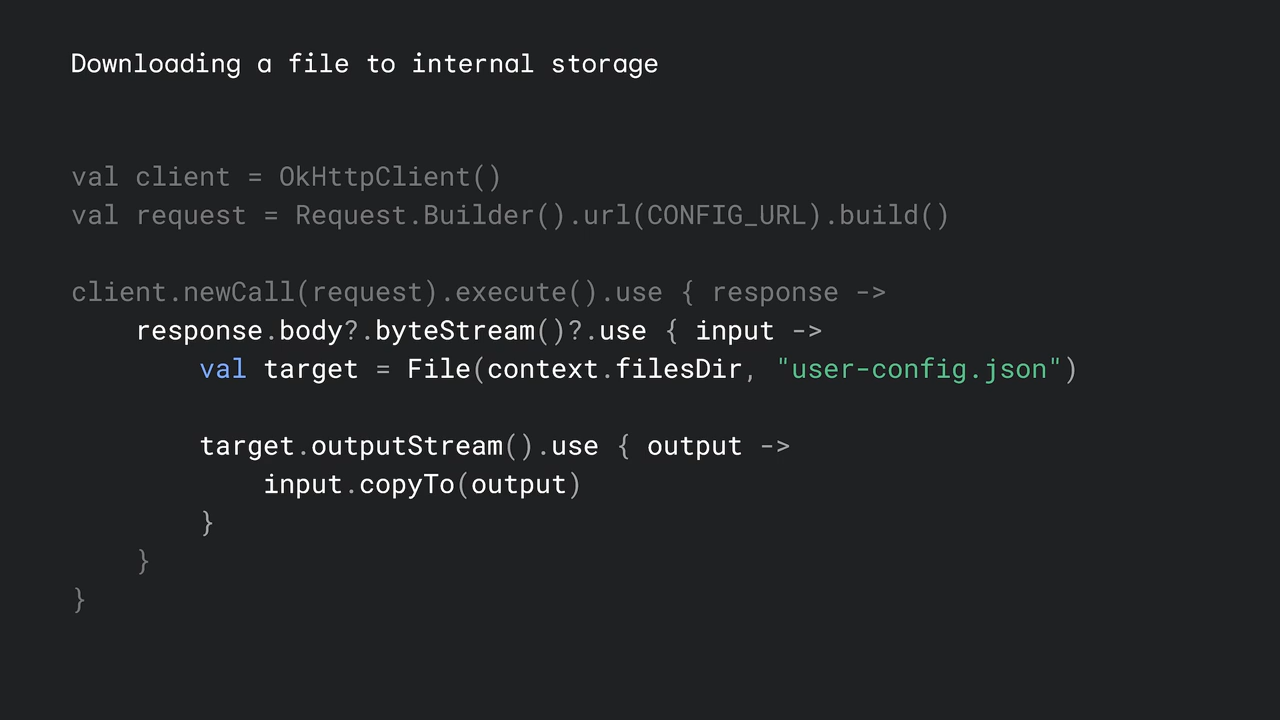 Downloading a file to internal storage
val client = OkHttpClient()
val request = Request.Builder().url(CONFIG_URL).build()
client.newCall(request).execute().use { response ->
    response.body?.byteStream()?.use { input ->
        val target = File(context.filesDir, "user-config.json")
        target.outputStream().use { output ->
            input.copyTo(output)
        }
    }
}